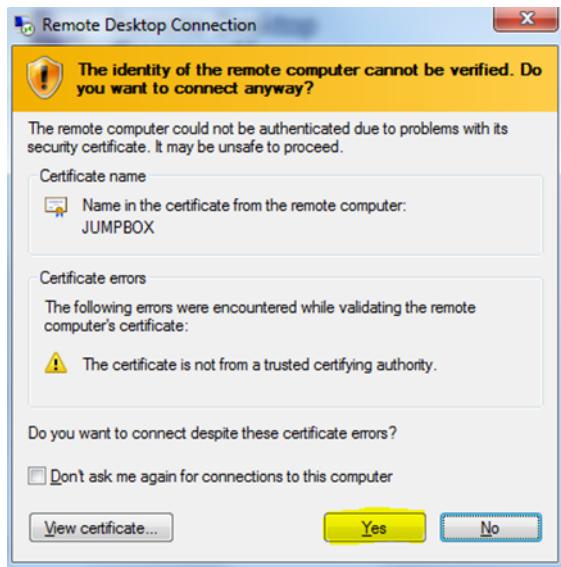 Remote Desktop Connection
The identity of the remote computer cannot be verified. Do
you want to connect anyway?
The remote computer could not be authenticated due to problems with its
security certificate. It may be unsafe to proceed.
Certificate name
Name in the certificate from the remote computer:
JUMPBOX
Certificate errors
The following errors were encountered while validating the remote
computer's certificate:
The certificate is not from a trusted certifying authority.
Do you want to connect despite these certificate errors?
Don't ask me again for connections to this computer
View certificate... Yes No